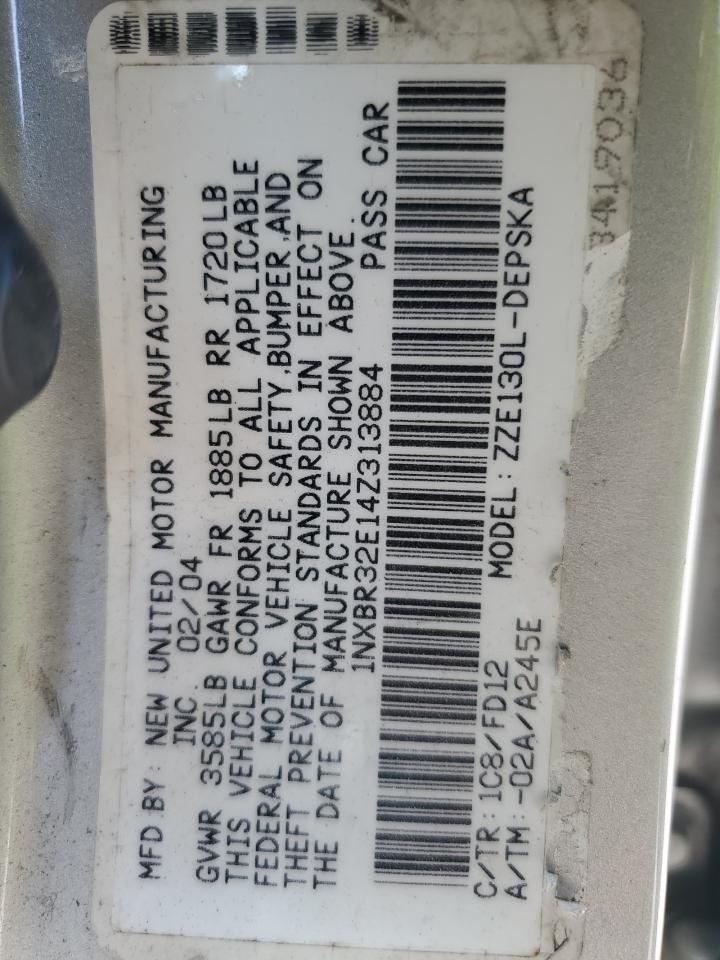 MFD BY: NEW UNITED MOTOR MANUFACTURING
INC. 02/04
GVWR 3585LB GAWR FR 1885LB RR 1720LB
THIS VEHICLE CONFORMS TO ALL APPLICABLE
FEDERAL MOTOR VEHICLE SAFETY,BUMPER,AND
THEFT PREVENTION STANDARDS IN EFFECT ON
THE DATE OF MANUFACTURE SHOWN ABOVE.
1NXBR32E14Z313884 PASS CAR
C/TR: 1C8/FD12 MODEL: ZZE130L-DEPSKA
A/TM: -02A/A245E
3419036